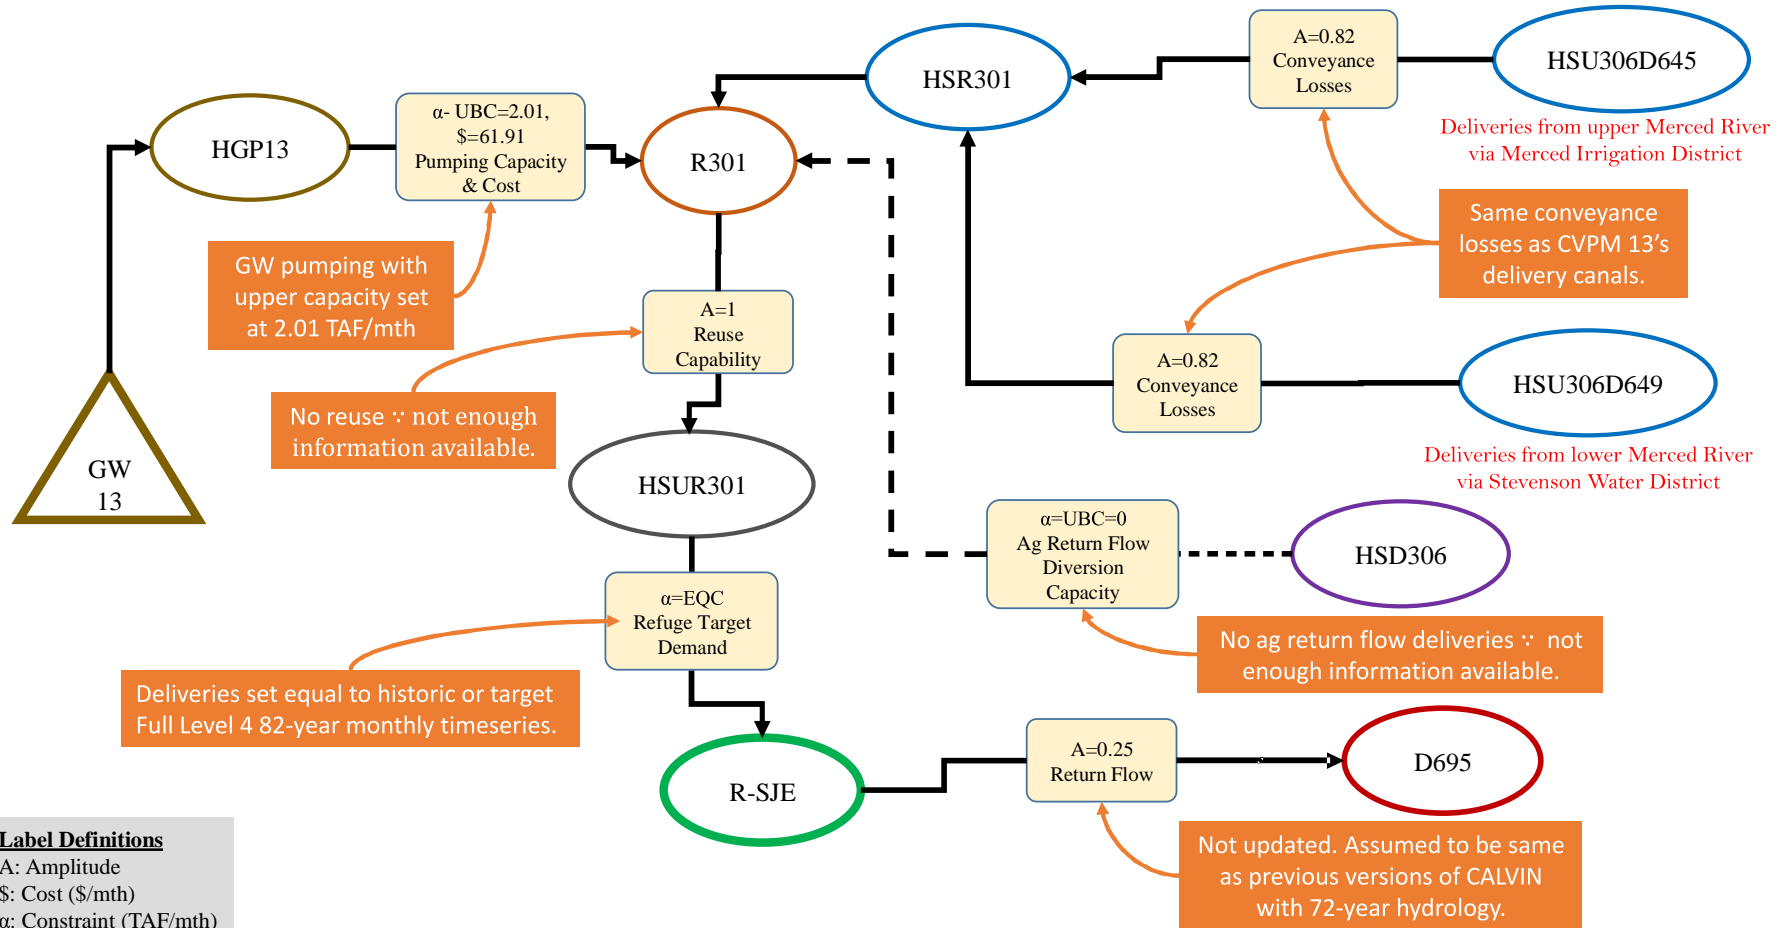 A=0.82
Conveyance
Losses
HSU306D645
HSR301
Deliveries from upper Merced River
via Merced Irrigation District
HGP13
α- UBC=2.01,
$=61.91
Pumping Capacity
& Cost
R301
Same conveyance
losses as CVPM 13’s
delivery canals.
GW pumping with
upper capacity set
at 2.01 TAF/mth
A=1
Reuse
Capability
A=0.82
Conveyance
Losses
HSU306D649
No reuse ∵ not enough
information available.
Deliveries from lower Merced River
via Stevenson Water District
GW
13
HSUR301
α=UBC=0
Ag Return Flow
Diversion
Capacity
HSD306
α=EQC
Refuge Target
Demand
No ag return flow deliveries ∵ not
enough information available.
Deliveries set equal to historic or target
Full Level 4 82-year monthly timeseries.
R-SJE
A=0.25
Return Flow
D695
Not updated. Assumed to be same
as previous versions of CALVIN
with 72-year hydrology.
Label Definitions
A: Amplitude
$: Cost ($/mth)
α: Constraint (TAF/mth)